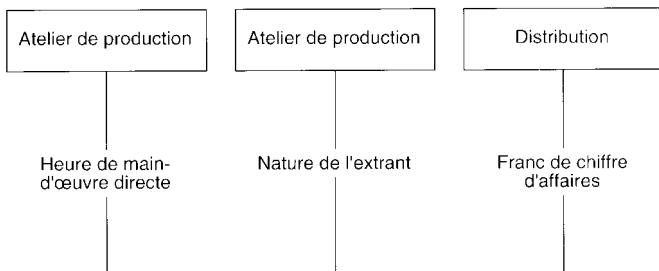 Atelier de production
Atelier de production
Distribution
Heure de main-
d'œuvre directe
Nature de l'extrant
Franc de chiffre
d'affaires